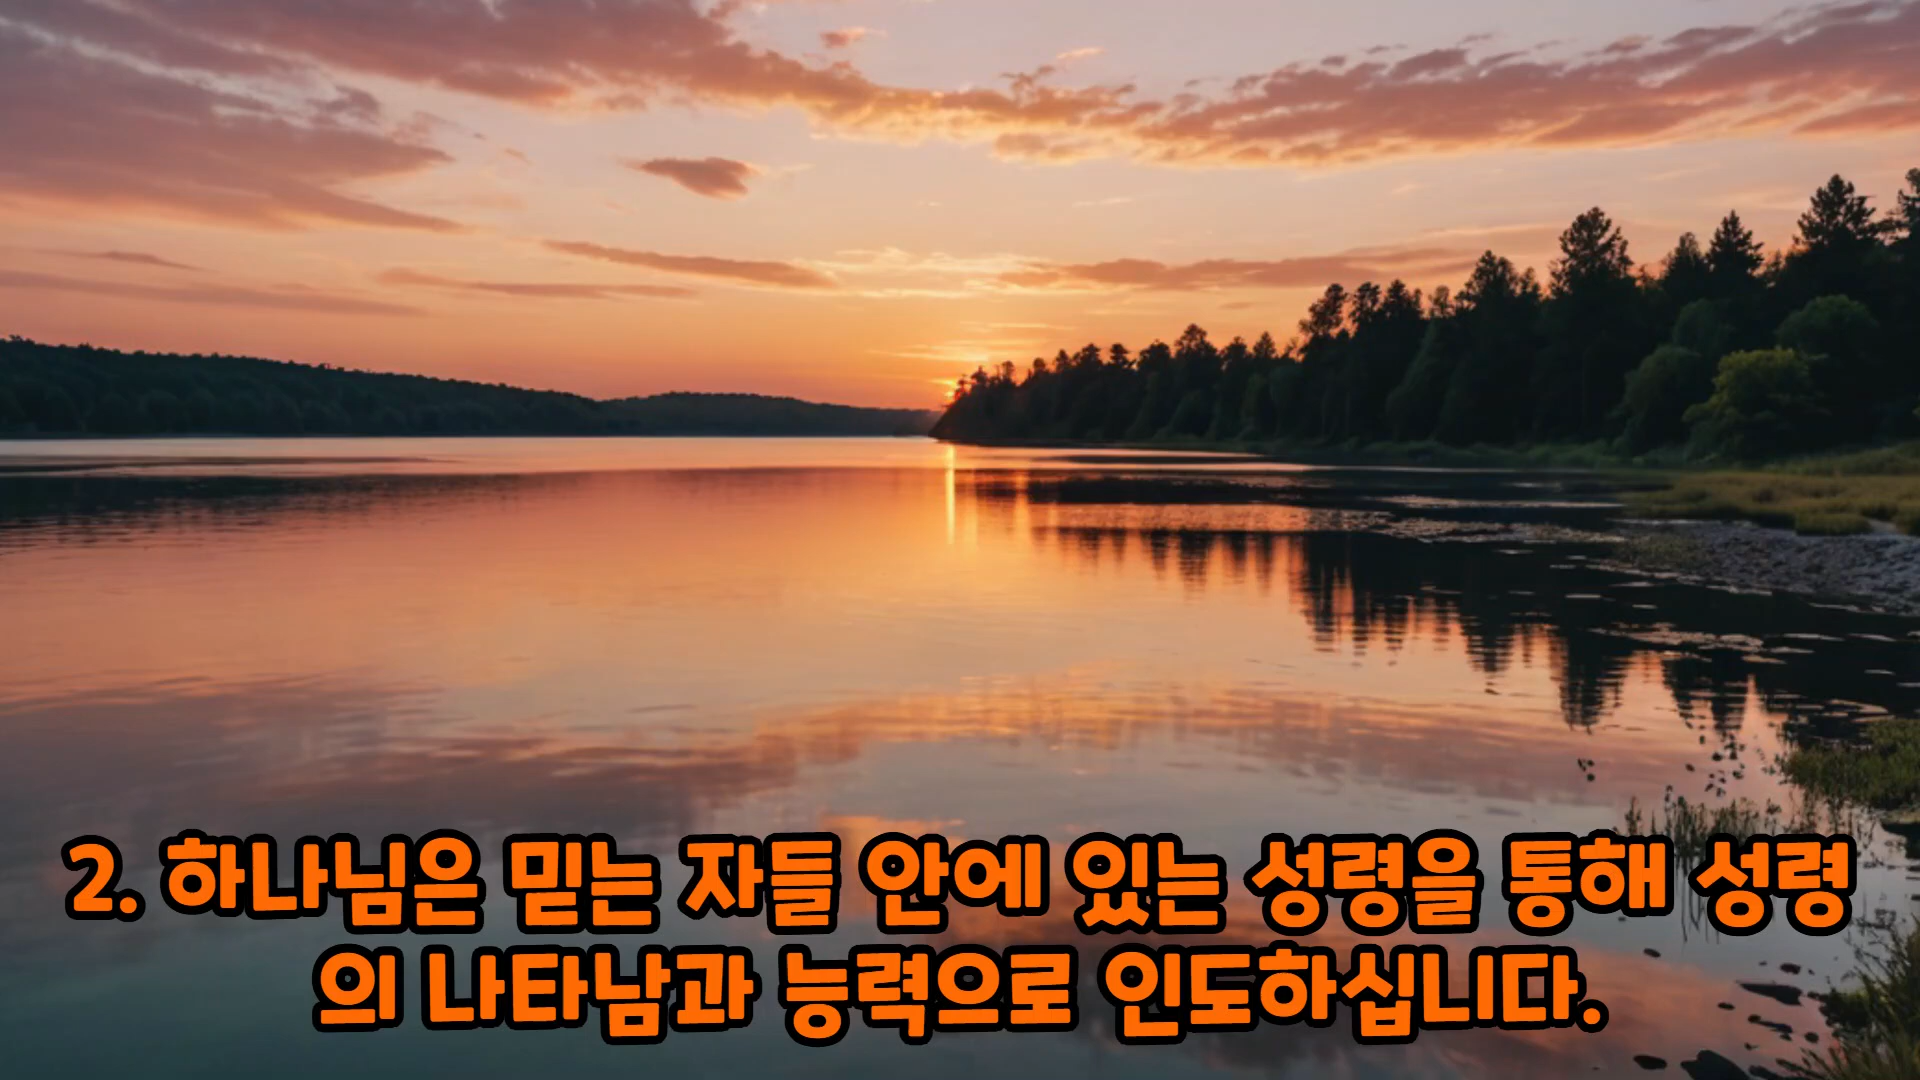 2. 하나님은 믿는 자들 안에 있는 성령을 통해 성령
의 나타남과 능력으로 인도하십니다.